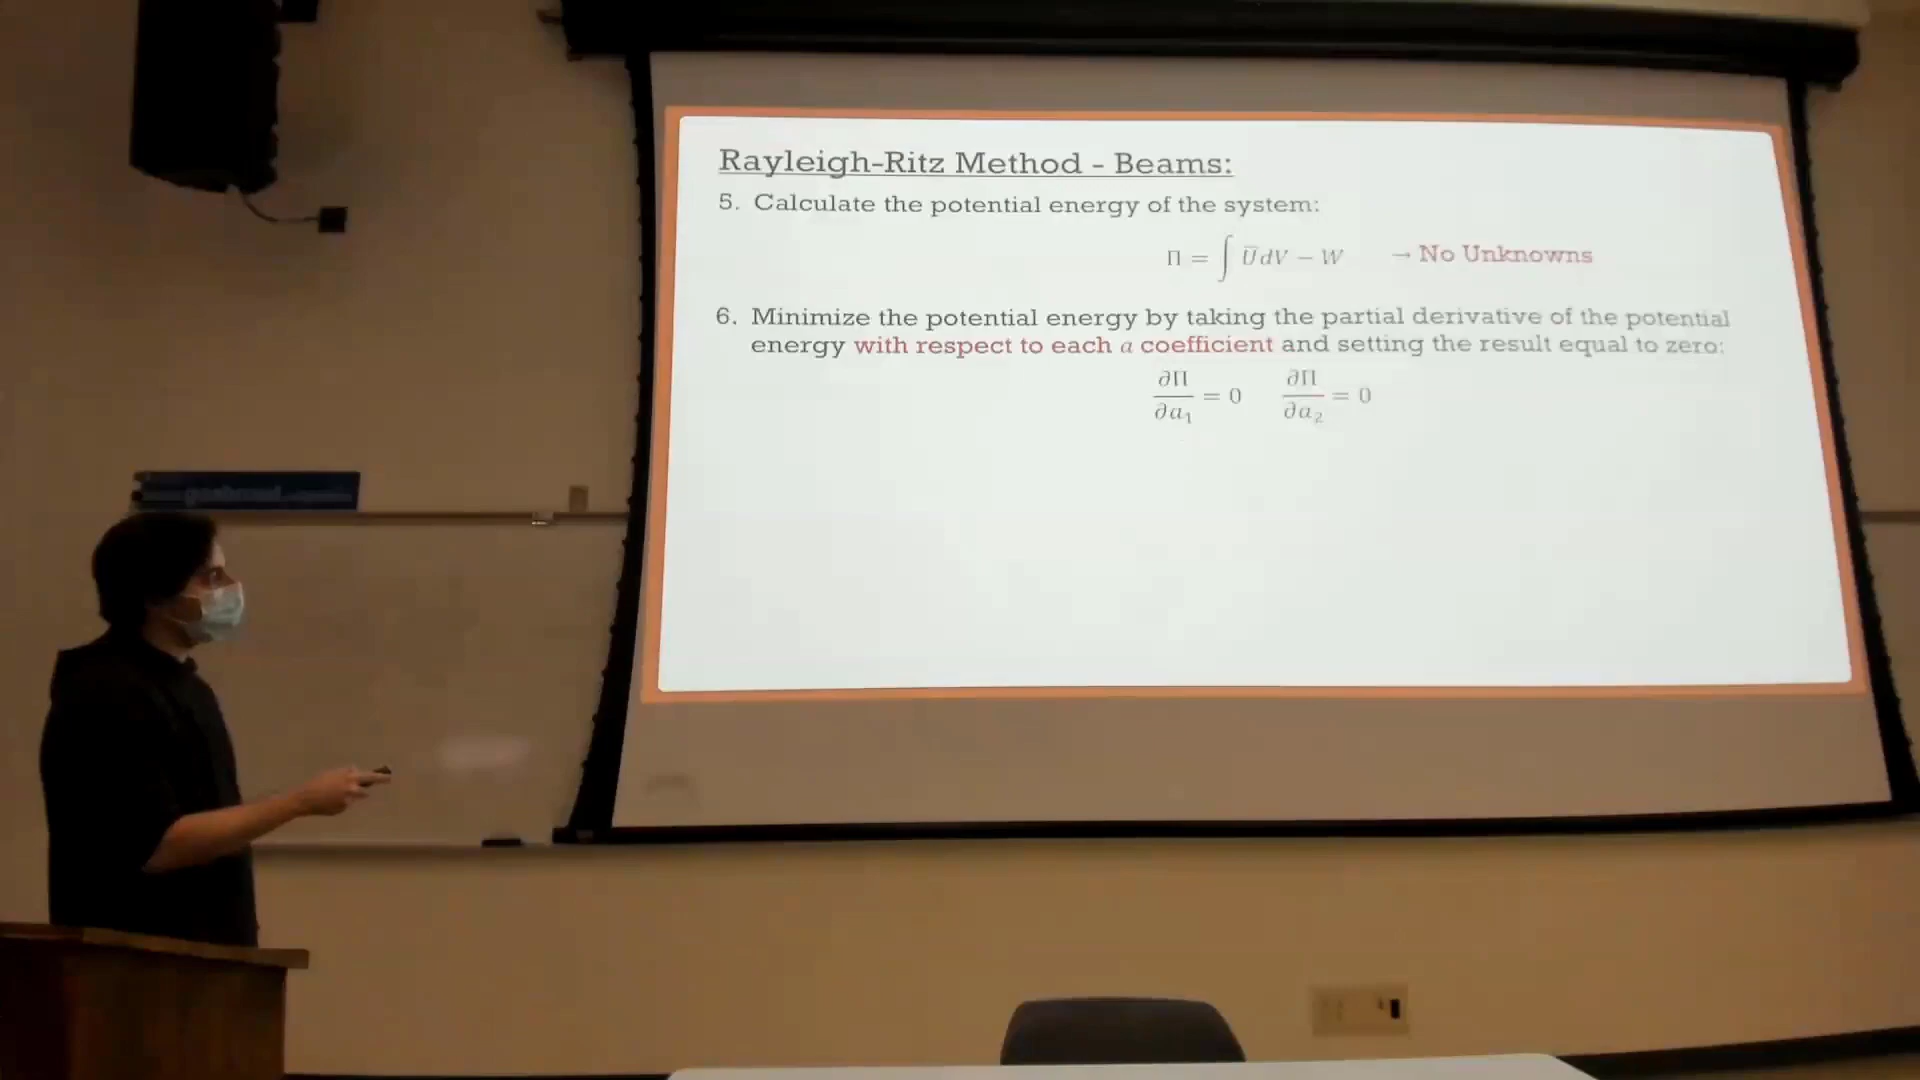 Rayleigh-Ritz Method - Beams:
5. Calculate the potential energy of the system:
Π = ∫ U̅dV − W → No Unknowns
6. Minimize the potential energy by taking the partial derivative of the potential
energy with respect to each a coefficient and setting the result equal to zero:
∂Π/∂a₁ = 0 ∂Π/∂a₂ = 0